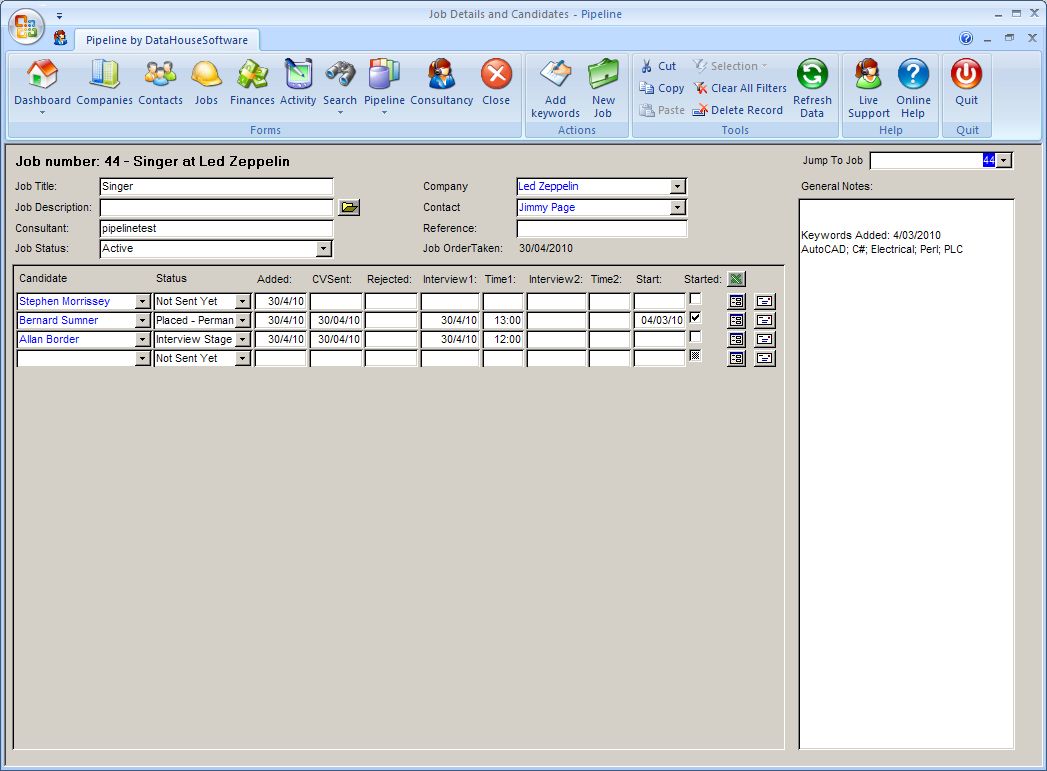 Job Details and Candidates - Pipeline
Pipeline by DataHouseSoftware
Dashboard Companies Contacts Jobs Finances Activity Search Pipeline Consultancy Close
Add keywords New Job
Cut Selection
Copy Clear All Filters
Paste Delete Record
Refresh Data
Live Support Online Help
Quit
Forms Actions Tools Help Quit
Job number: 44 - Singer at Led Zeppelin
Jump To Job 44
Job Title: Singer Company Led Zeppelin General Notes:
Job Description: Contact Jimmy Page
Consultant: pipelinetest Reference:
Job Status: Active Job OrderTaken: 30/04/2010
Keywords Added: 4/03/2010
AutoCAD; C#; Electrical; Perl; PLC
Candidate Status Added: CVSent: Rejected: Interview1: Time1: Interview2: Time2: Start: Started:
Stephen Morrissey Not Sent Yet 30/4/10
Bernard Sumner Placed - Perman 30/4/10 30/04/10 30/4/10 13:00 04/03/10
Allan Border Interview Stage 30/4/10 30/04/10 30/4/10 12:00
Not Sent Yet